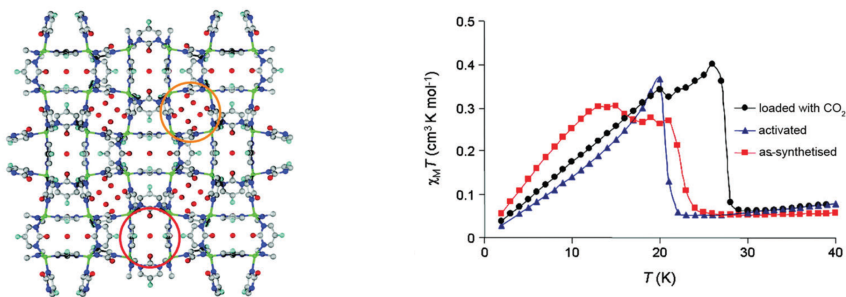 0.5
0.4
0.3
0.2
0.1
0
0
10
20
30
40
χ_M T (cm³ K mol⁻¹)
T (K)
loaded with CO₂
activated
as-synthetised